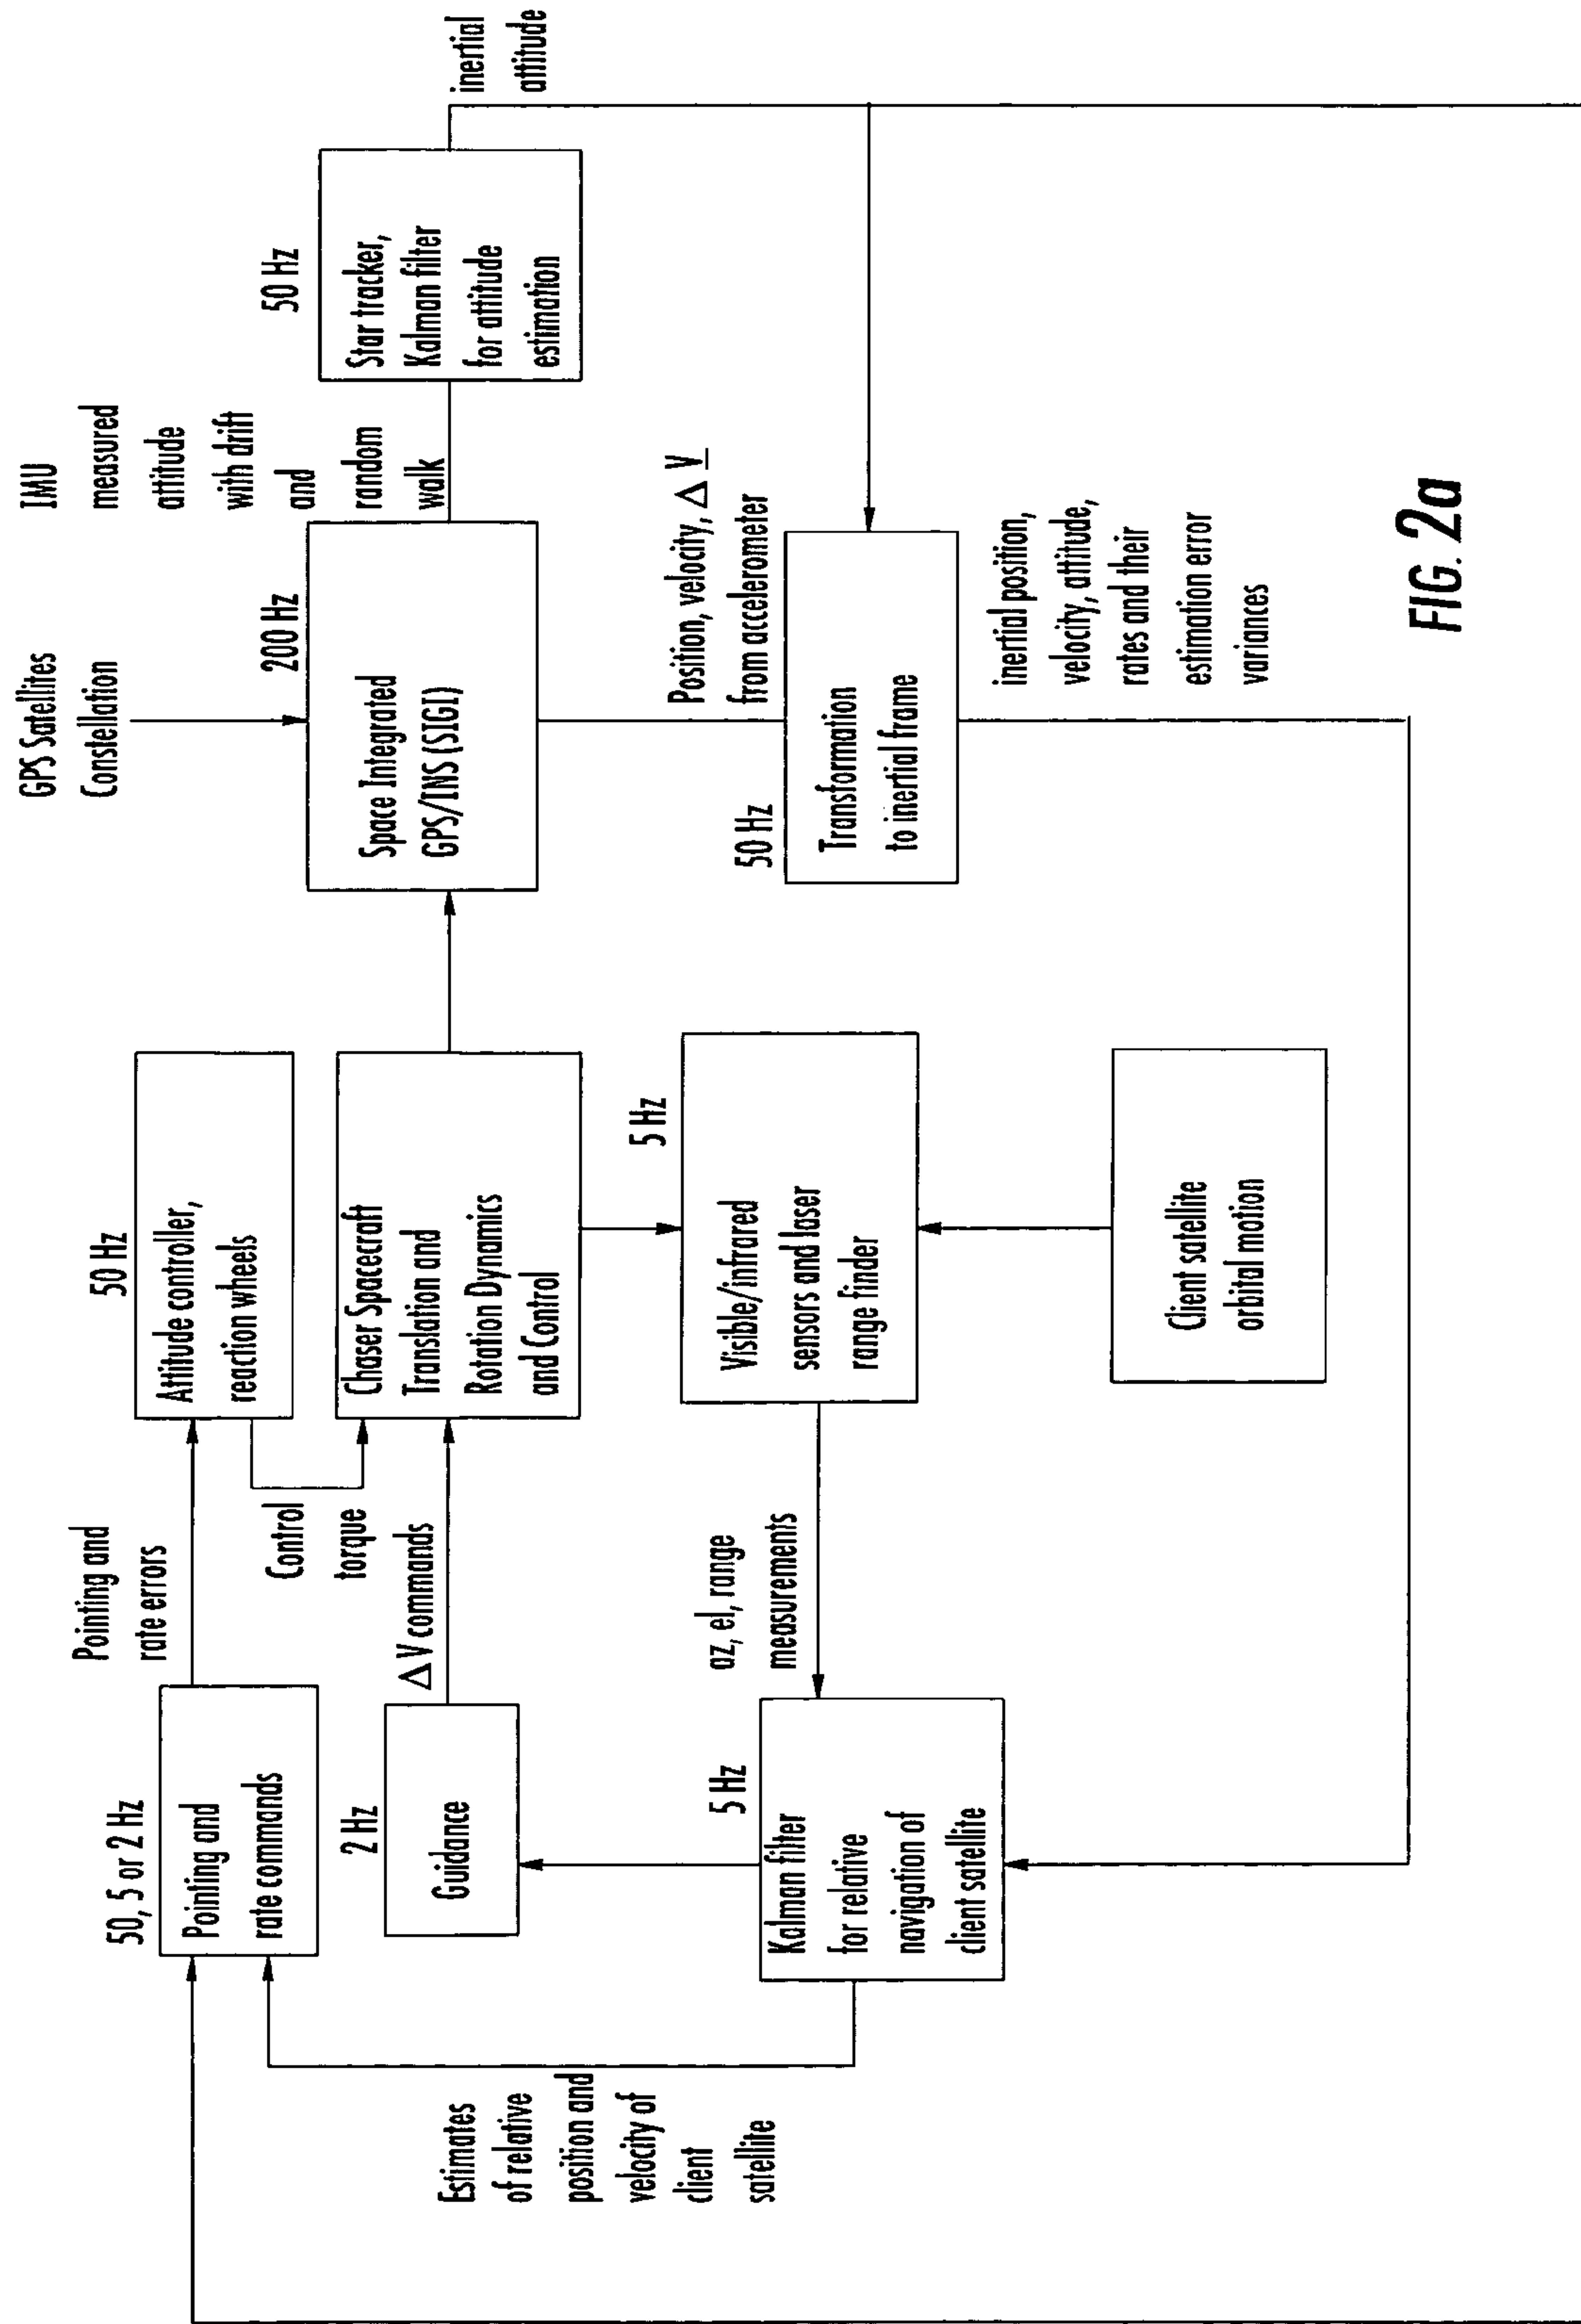 50, 5 or 2 Hz
Pointing and
rate commands
Pointing and
rate errors
50 Hz
Attitude controller,
reaction wheels
Control
torque
2 Hz
Guidance
Δ V commands
Chaser Spacecraft
Translation and
Rotation Dynamics
and Control
GPS Satellites
Constellation
200 Hz
Space Integrated
GPS/INS (SIGI)
IMU
measured
attitude
with drift
and
random
walk
50 Hz
Star tracker,
Kalman filter
for attitude
estimation
inertial
attitude
Estimates
of relative
position and
velocity of
client
satellite
5 Hz
Kalman filter
for relative
navigation of
client satellite
az, el, range
measurements
5 Hz
Visible/infrared
sensors and laser
range finder
Position, velocity, Δ V
from accelerometer
50 Hz
Transformation
to inertial frame
Client satellite
orbital motion
inertial position,
velocity, attitude,
rates and their
estimation error
variances
FIG. 2a